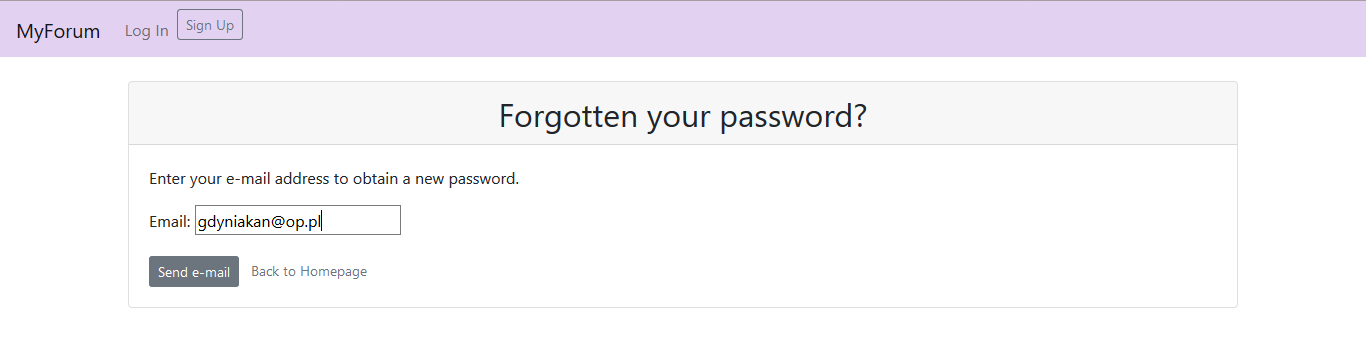 MyForum Log In Sign Up
Forgotten your password?
Enter your e-mail address to obtain a new password.
Email: gdyniakan@op.pl
Send e-mail Back to Homepage